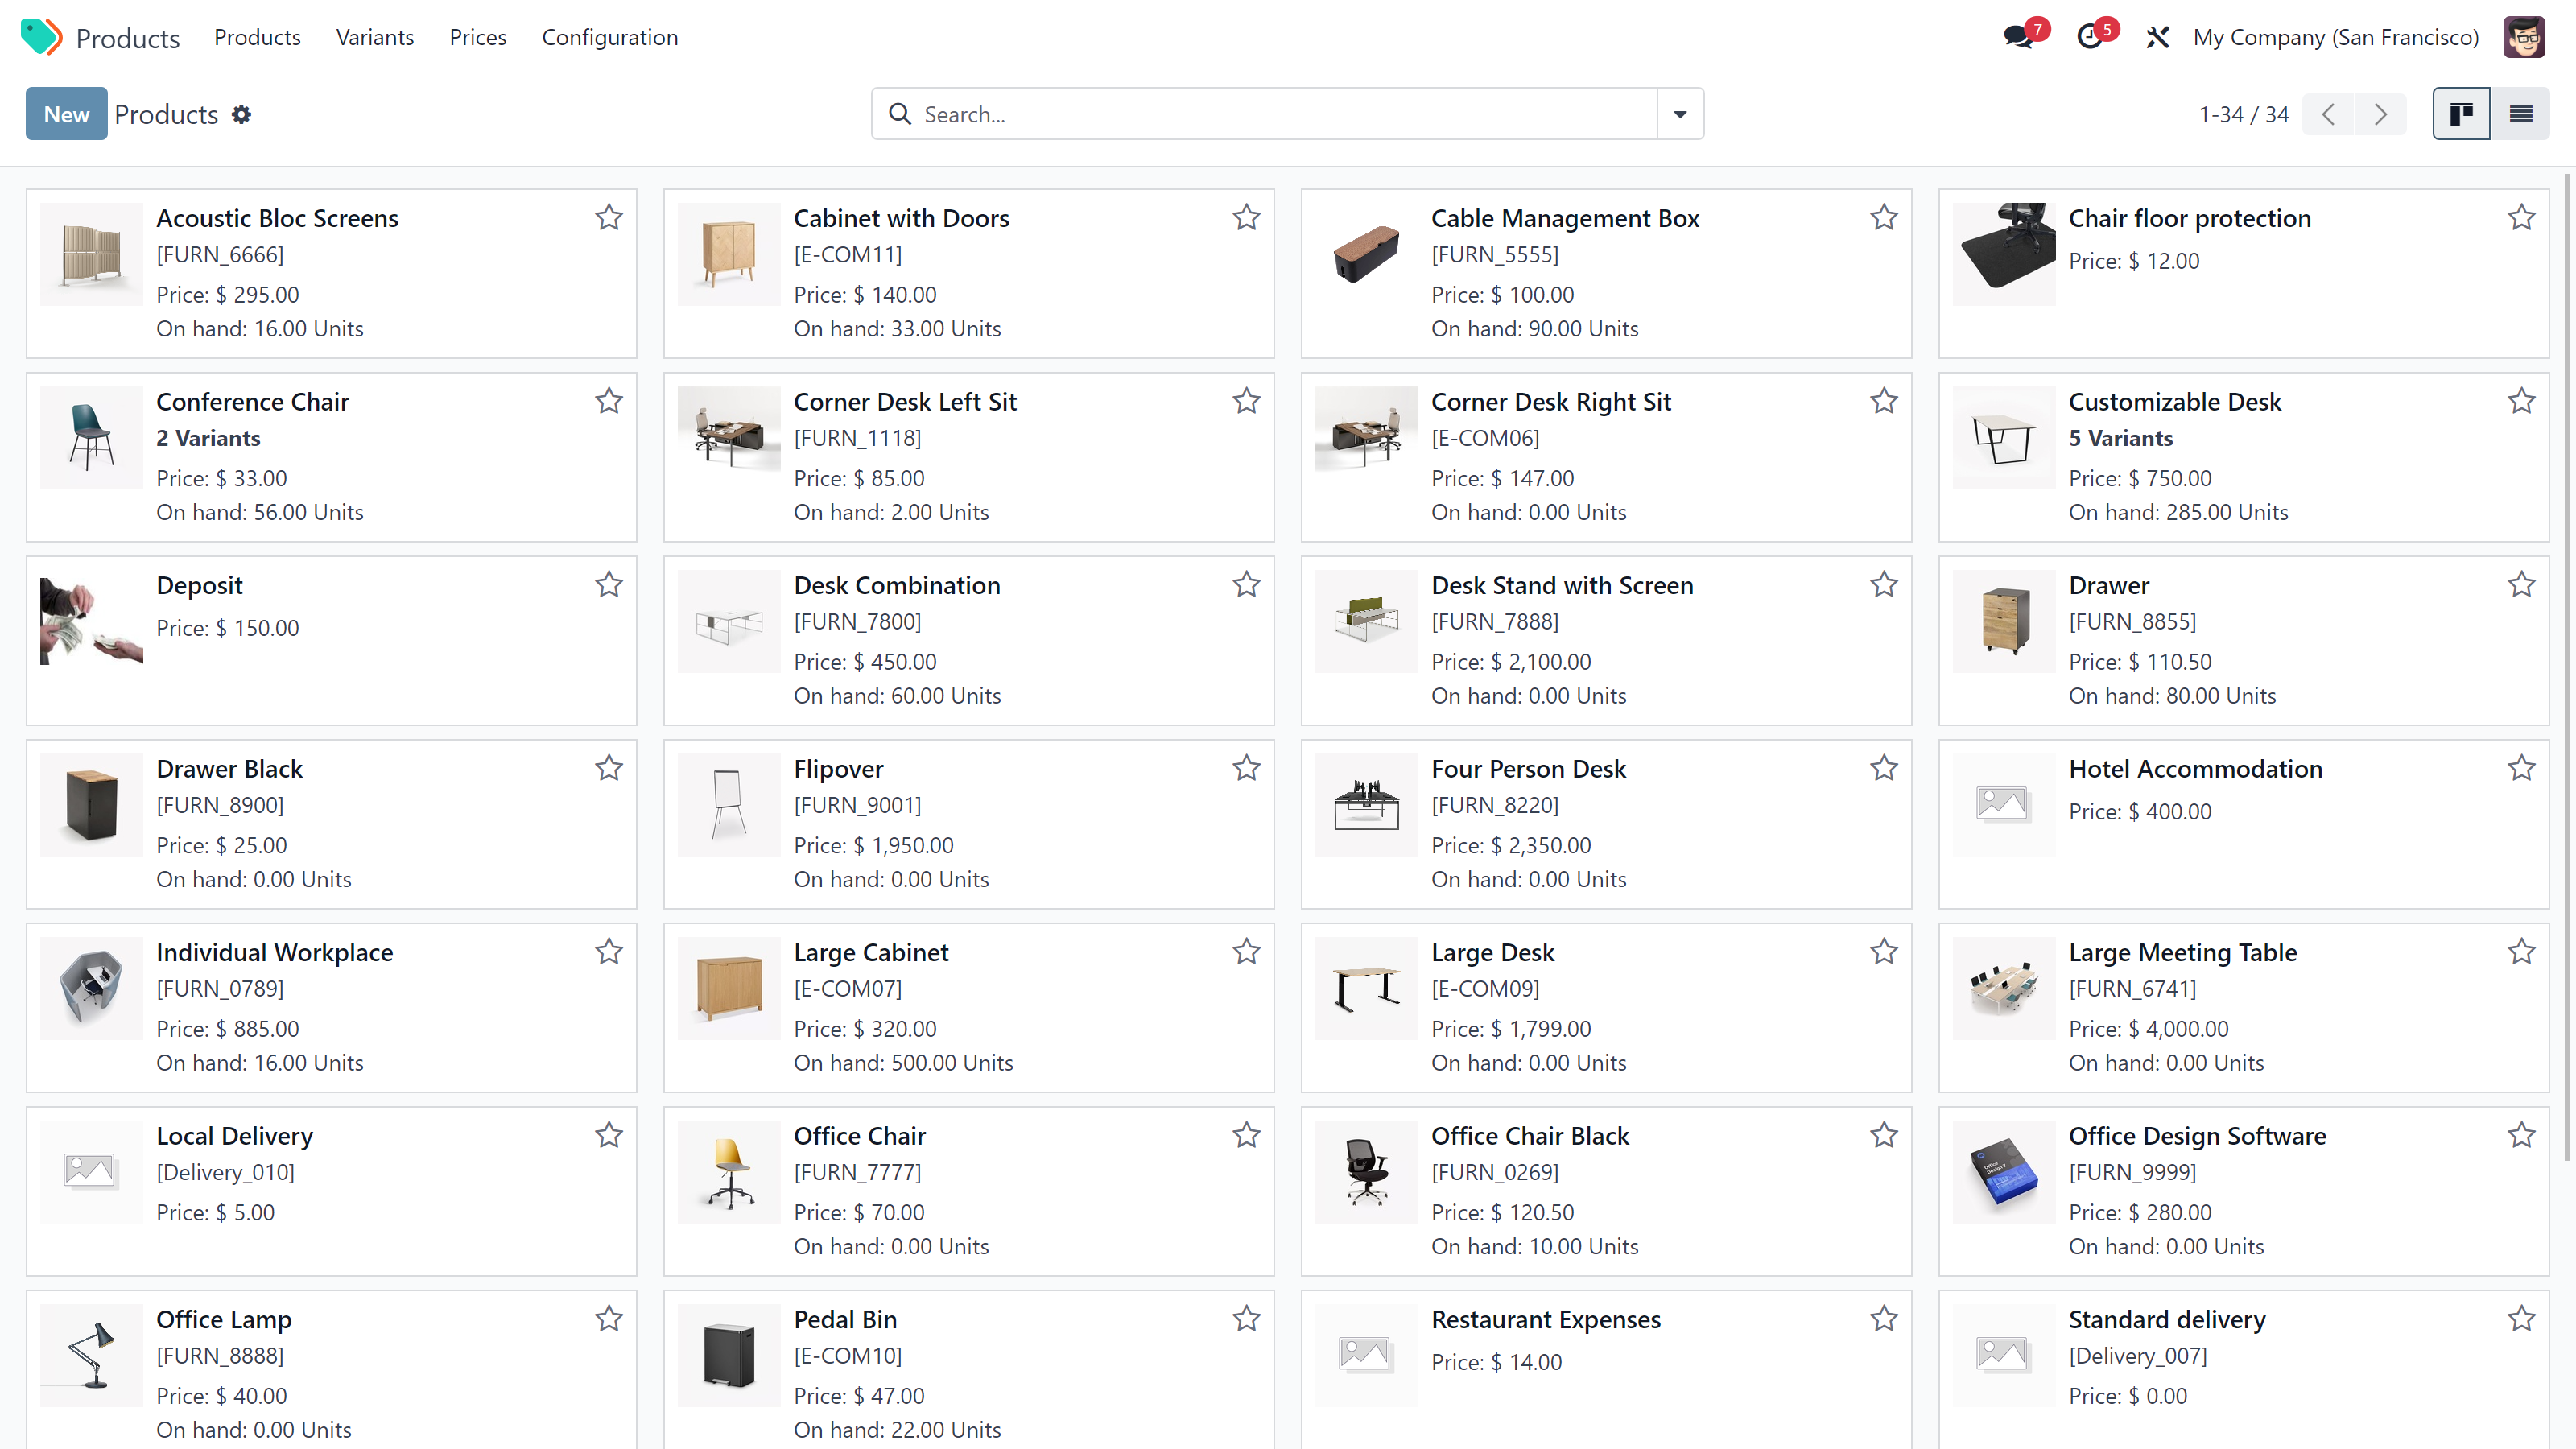 Products Products Variants Prices Configuration 7 5 My Company (San Francisco)
New Products Search... 1-34 / 34
Acoustic Bloc Screens
[FURN_6666]
Price: $ 295.00
On hand: 16.00 Units
Cabinet with Doors
[E-COM11]
Price: $ 140.00
On hand: 33.00 Units
Cable Management Box
[FURN_5555]
Price: $ 100.00
On hand: 90.00 Units
Chair floor protection
Price: $ 12.00
Conference Chair
2 Variants
Price: $ 33.00
On hand: 56.00 Units
Corner Desk Left Sit
[FURN_1118]
Price: $ 85.00
On hand: 2.00 Units
Corner Desk Right Sit
[E-COM06]
Price: $ 147.00
On hand: 0.00 Units
Customizable Desk
5 Variants
Price: $ 750.00
On hand: 285.00 Units
Deposit
Price: $ 150.00
Desk Combination
[FURN_7800]
Price: $ 450.00
On hand: 60.00 Units
Desk Stand with Screen
[FURN_7888]
Price: $ 2,100.00
On hand: 0.00 Units
Drawer
[FURN_8855]
Price: $ 110.50
On hand: 80.00 Units
Drawer Black
[FURN_8900]
Price: $ 25.00
On hand: 0.00 Units
Flipover
[FURN_9001]
Price: $ 1,950.00
On hand: 0.00 Units
Four Person Desk
[FURN_8220]
Price: $ 2,350.00
On hand: 0.00 Units
Hotel Accommodation
Price: $ 400.00
Individual Workplace
[FURN_0789]
Price: $ 885.00
On hand: 16.00 Units
Large Cabinet
[E-COM07]
Price: $ 320.00
On hand: 500.00 Units
Large Desk
[E-COM09]
Price: $ 1,799.00
On hand: 0.00 Units
Large Meeting Table
[FURN_6741]
Price: $ 4,000.00
On hand: 0.00 Units
Local Delivery
[Delivery_010]
Price: $ 5.00
Office Chair
[FURN_7777]
Price: $ 70.00
On hand: 0.00 Units
Office Chair Black
[FURN_0269]
Price: $ 120.50
On hand: 10.00 Units
Office
Design 7
Office Design Software
[FURN_9999]
Price: $ 280.00
On hand: 0.00 Units
Office Lamp
[FURN_8888]
Price: $ 40.00
On hand: 0.00 Units
Pedal Bin
[E-COM10]
Price: $ 47.00
On hand: 22.00 Units
Restaurant Expenses
Price: $ 14.00
Standard delivery
[Delivery_007]
Price: $ 0.00